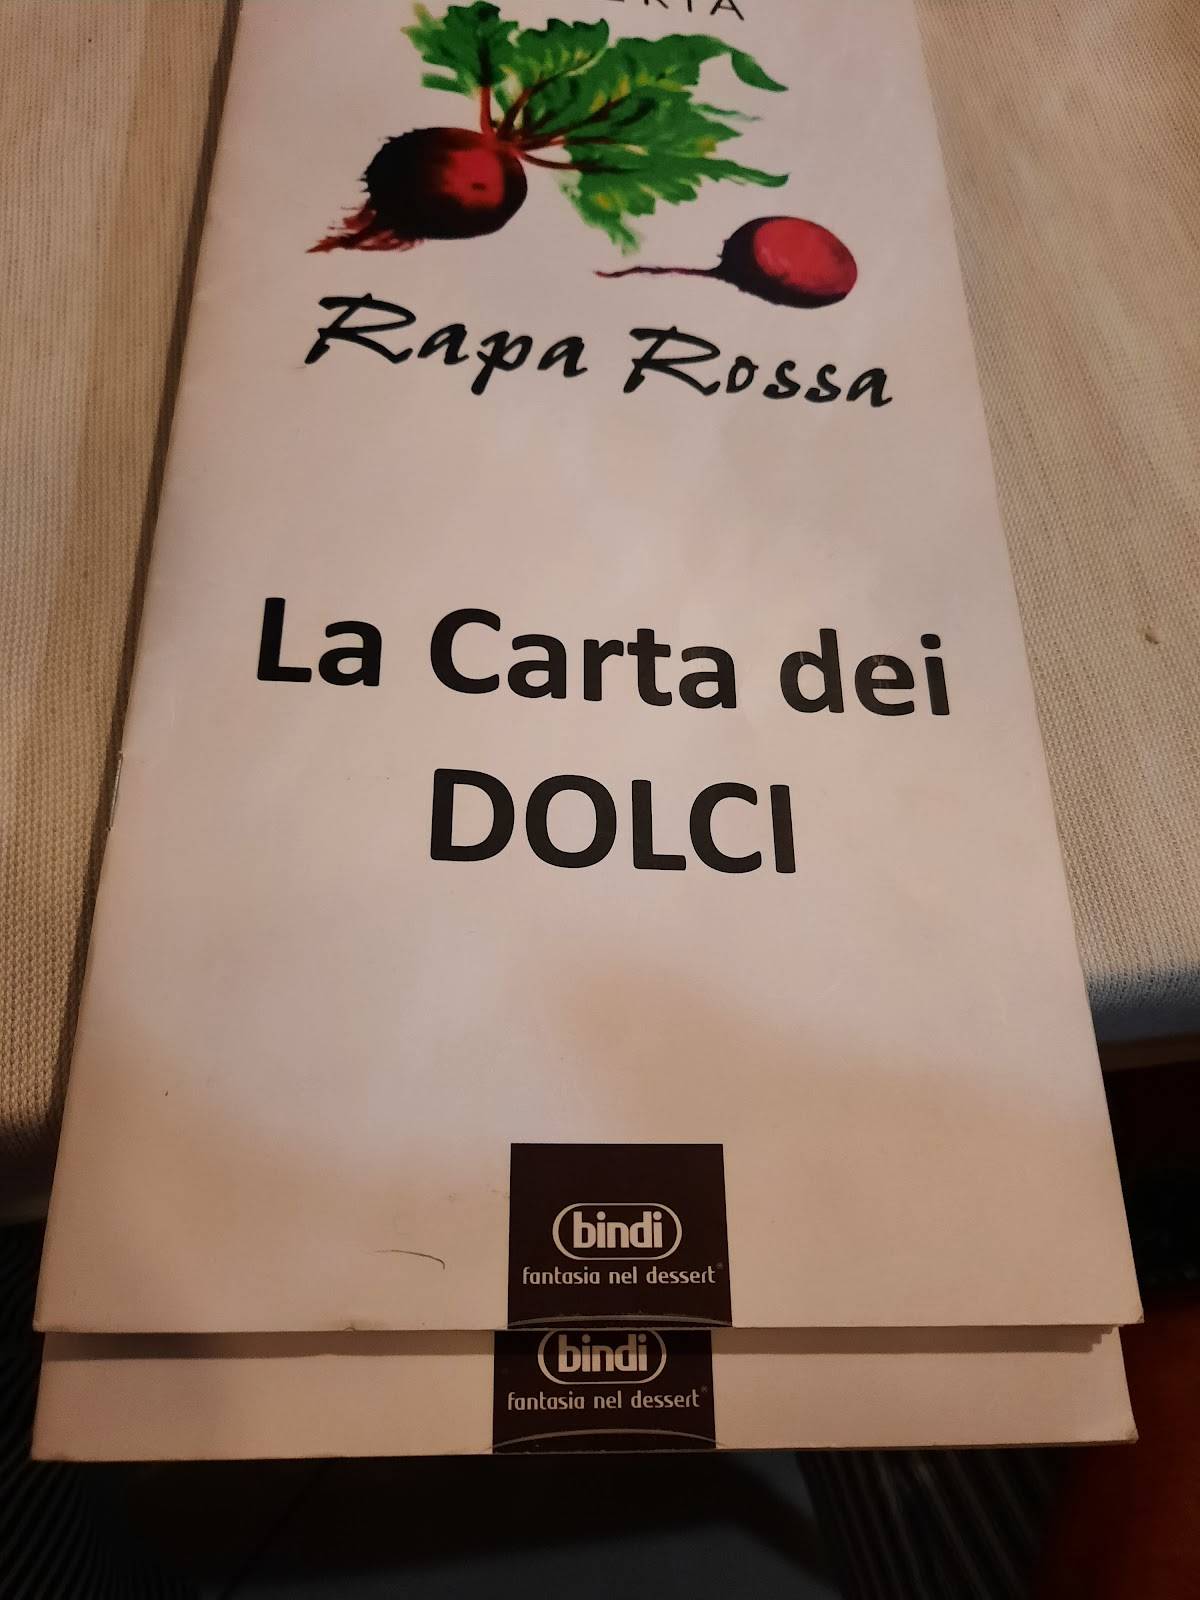 Rapa Rossa
La Carta dei
DOLCI
bindi
fantasia nel dessert®
bindi
fantasia nel dessert®